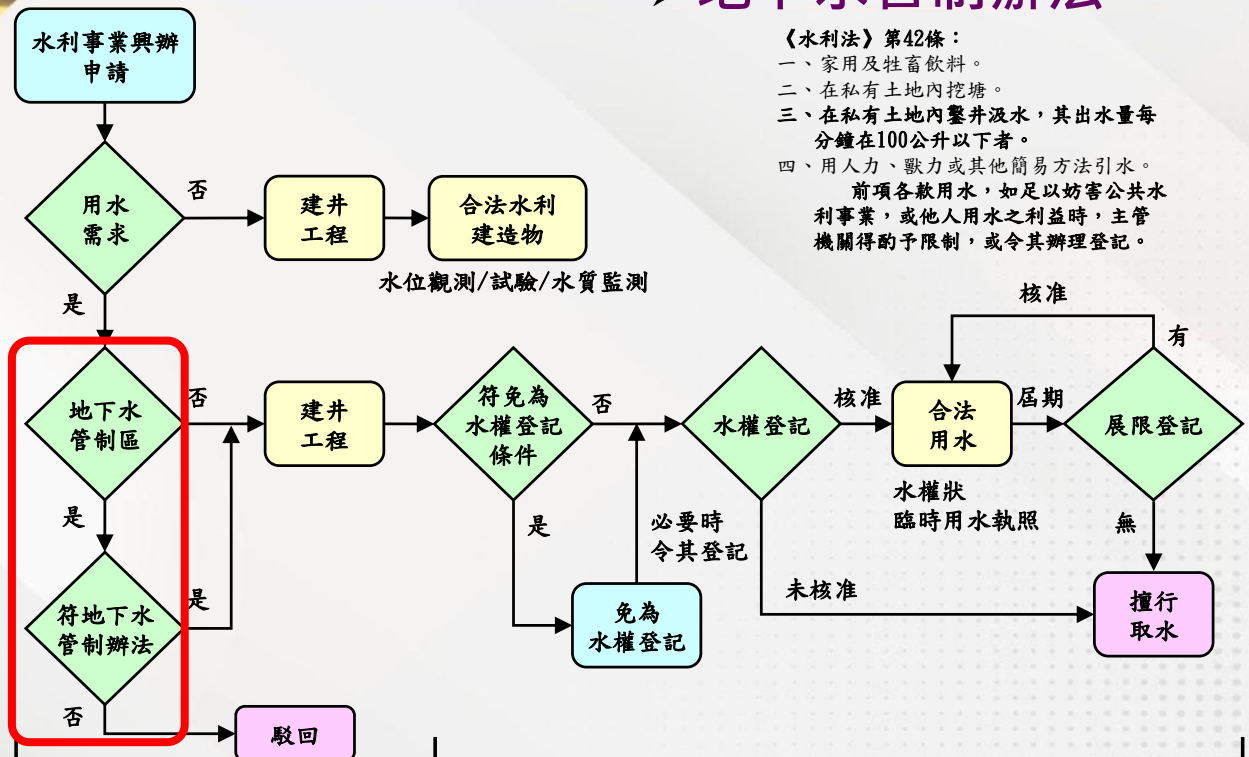 地下水管制辦法
《水利法》第42條：
一、家用及牲畜飲料。
二、在私有土地內挖塘。
三、在私有土地內鑿井汲水，其出水量每
分鐘在100公升以下者。
四、用人力、獸力或其他簡易方法引水。
前項各款用水，如足以妨害公共水
利事業，或他人用水之利益時，主管
機關得酌予限制，或令其辦理登記。
水利事業興辦
申請
用水
需求
否
建井
工程
合法水利
建造物
水位觀測/試驗/水質監測
是
地下水
管制區
否
建井
工程
符免為
水權登記
條件
否
水權登記
核准
合法
用水
屆期
展限登記
核准
有
水權狀
臨時用水執照
無
是
符地下水
管制辦法
是
是
必要時
令其登記
免為
水權登記
未核准
擅行
取水
否
駁回